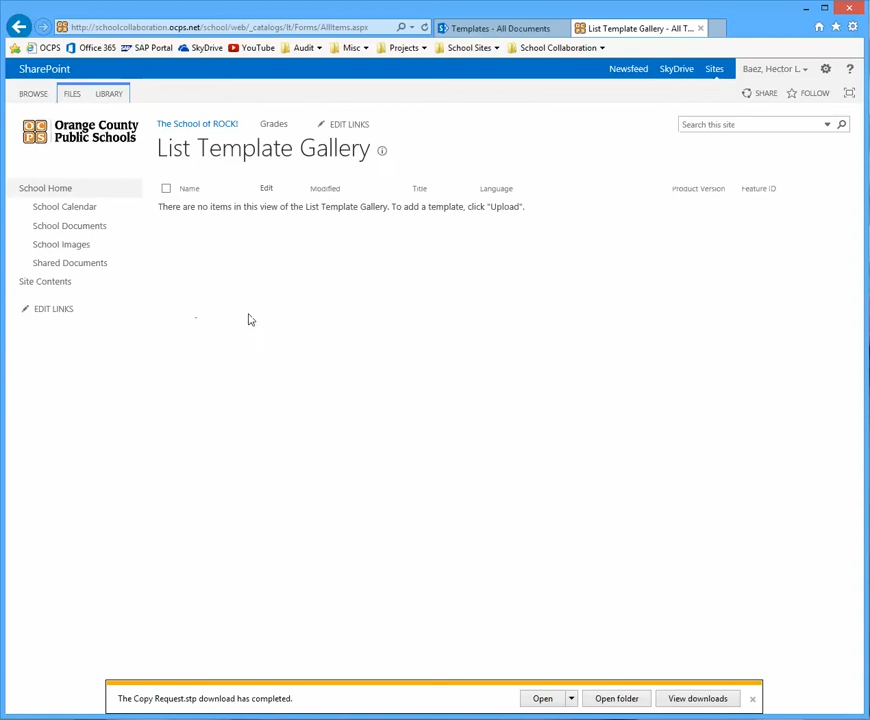 http://schoolcollaboration.ocps.net/school/web/_catalogs/lt/Forms/AllItems.aspx
Templates - All Documents
List Template Gallery - All T...
OCPS
Office 365
SAP Portal
SkyDrive
YouTube
Audit
Misc
Projects
School Sites
School Collaboration
SharePoint
Newsfeed
SkyDrive
Sites
Baez, Hector L.
?
BROWSE
FILES
LIBRARY
SHARE
FOLLOW
OC
PS
Orange County
Public Schools
The School of ROCK!
Grades
EDIT LINKS
Search this site
List Template Gallery
School Home
School Calendar
School Documents
School Images
Shared Documents
Site Contents
EDIT LINKS
Name
Edit
Modified
Title
Language
Product Version
Feature ID
There are no items in this view of the List Template Gallery. To add a template, click "Upload".
The Copy Request.stp download has completed.
Open
Open folder
View downloads